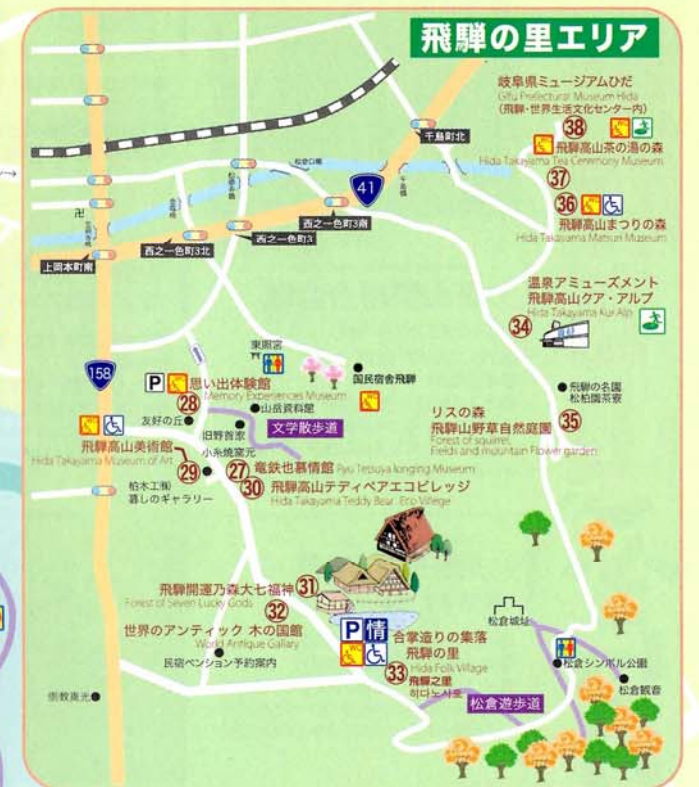 飛騨の里エリア
岐阜県ミュージアムひだ
Gifu Prefectural Museum Hida
(飛騨・世界生活文化センター内)
38
飛騨高山茶の湯の森
Hida Takayama Tea Ceremony Museum
37
36
飛騨高山まつりの森
Hida Takayama Matsuri Museum
千鳥町北
41
西之一色町3南
西之一色町3
西之一色町3北
上岡本町南
温泉アミューズメント
飛騨高山クア・アルプ
Hida Takayama Kur Alp
34
158
東照宮
国民宿舎飛騨
P
思い出体験館
Memory Experiences Museum
28
山岳資料館
友好の丘
旧野首家
文学散歩道
飛騨の名園
松柏園茶寮
リスの森
飛騨山野草自然庭園
35
Forest of squirrel,
Fields and mountain Flower garden
飛騨高山美術館
Hida Takayama Museum of Art
29
小糸焼窯元
27
竜鉄也慕情館 Ryu Tetsuya longing Museum
柏木工㈱
暮しのギャラリー
30
飛騨高山テディベアエコビレッジ
Hida Takayama Teddy Bear Eco Village
飛騨開運乃森大七福神
31
Forest of Seven Lucky Gods
32
世界のアンティック 木の国館
World Antique Gallary
民宿ペンション予約案内
P
情
WC
合掌造りの集落
飛騨の里
33
Hida Folk Village
飛騨之里
히다노사토
松倉城址
松倉シンボル公園
松倉観音
松倉遊歩道
崇教真光